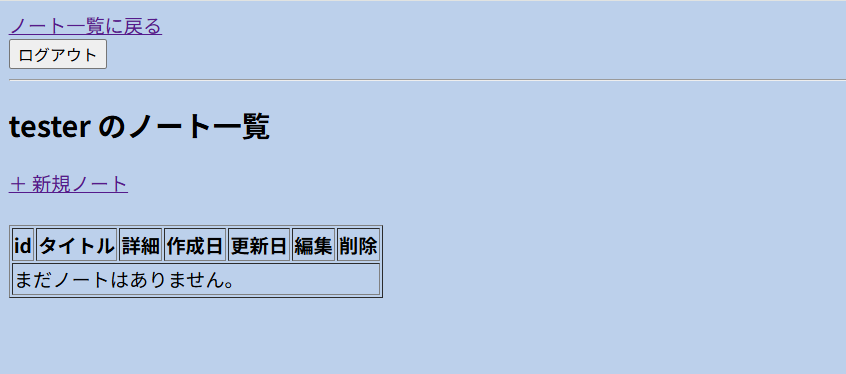 ノート一覧に戻る
ログアウト
tester のノート一覧
＋ 新規ノート
id タイトル 詳細 作成日 更新日 編集 削除
まだノートはありません。